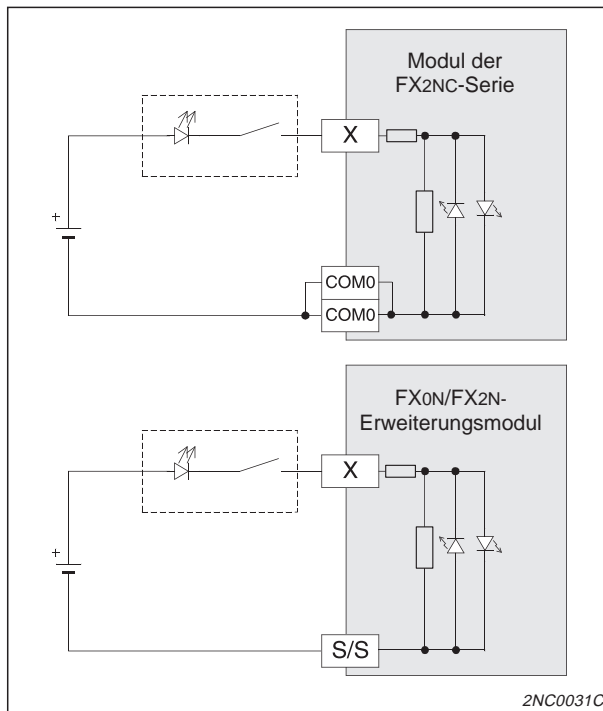 Modul der
FX2NC-Serie
+
X
COM0
COM0
FX0N/FX2N-
Erweiterungsmodul
+
X
S/S
2NC0031C